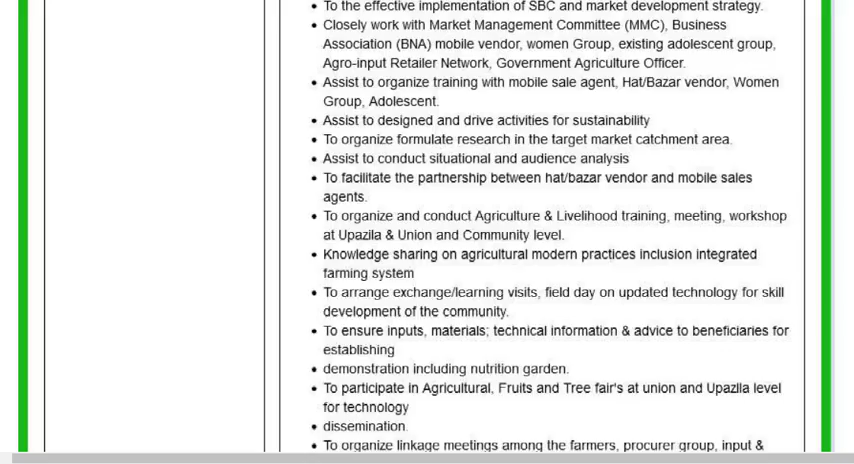 • To the effective implementation of SBC and market development strategy.
• Closely work with Market Management Committee (MMC), Business
Association (BNA) mobile vendor, women Group, existing adolescent group,
Agro-input Retailer Network, Government Agriculture Officer.
• Assist to organize training with mobile sale agent, Hat/Bazar vendor, Women
Group, Adolescent.
• Assist to designed and drive activities for sustainability
• To organize formulate research in the target market catchment area.
• Assist to conduct situational and audience analysis
• To facilitate the partnership between hat/bazar vendor and mobile sales
agents.
• To organize and conduct Agriculture & Livelihood training, meeting, workshop
at Upazila & Union and Community level.
• Knowledge sharing on agricultural modern practices inclusion integrated
farming system
• To arrange exchange/learning visits, field day on updated technology for skill
development of the community.
• To ensure inputs, materials; technical information & advice to beneficiaries for
establishing
• demonstration including nutrition garden.
• To participate in Agricultural, Fruits and Tree fair's at union and Upazila level
for technology
• dissemination.
• To organize linkage meetings among the farmers, procurer group, input &